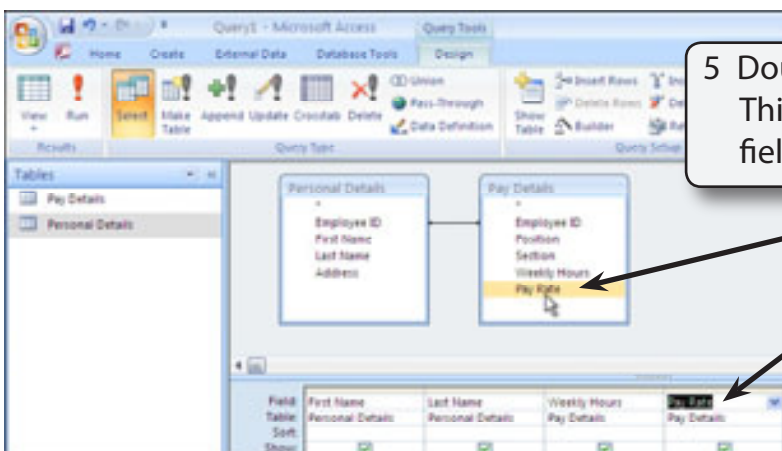 Query1 - Microsoft Access
Query Tools
Home Create External Data Database Tools Design
View
Run
Select
Make Table
Append
Update
Crosstab
Delete
Union
Pass-Through
Data Definition
Show Table
Insert Rows
Delete Rows
Builder
Results
Query Type
Query Setup
5 Dou
Thi
fiel
Tables
Pay Details
Personal Details
Personal Details
*
Employee ID
First Name
Last Name
Address
Pay Details
*
Employee ID
Position
Section
Weekly Hours
Pay Rate
Field: First Name Last Name Weekly Hours Pay Rate
Table: Personal Details Personal Details Pay Details Pay Details
Sort:
Show: